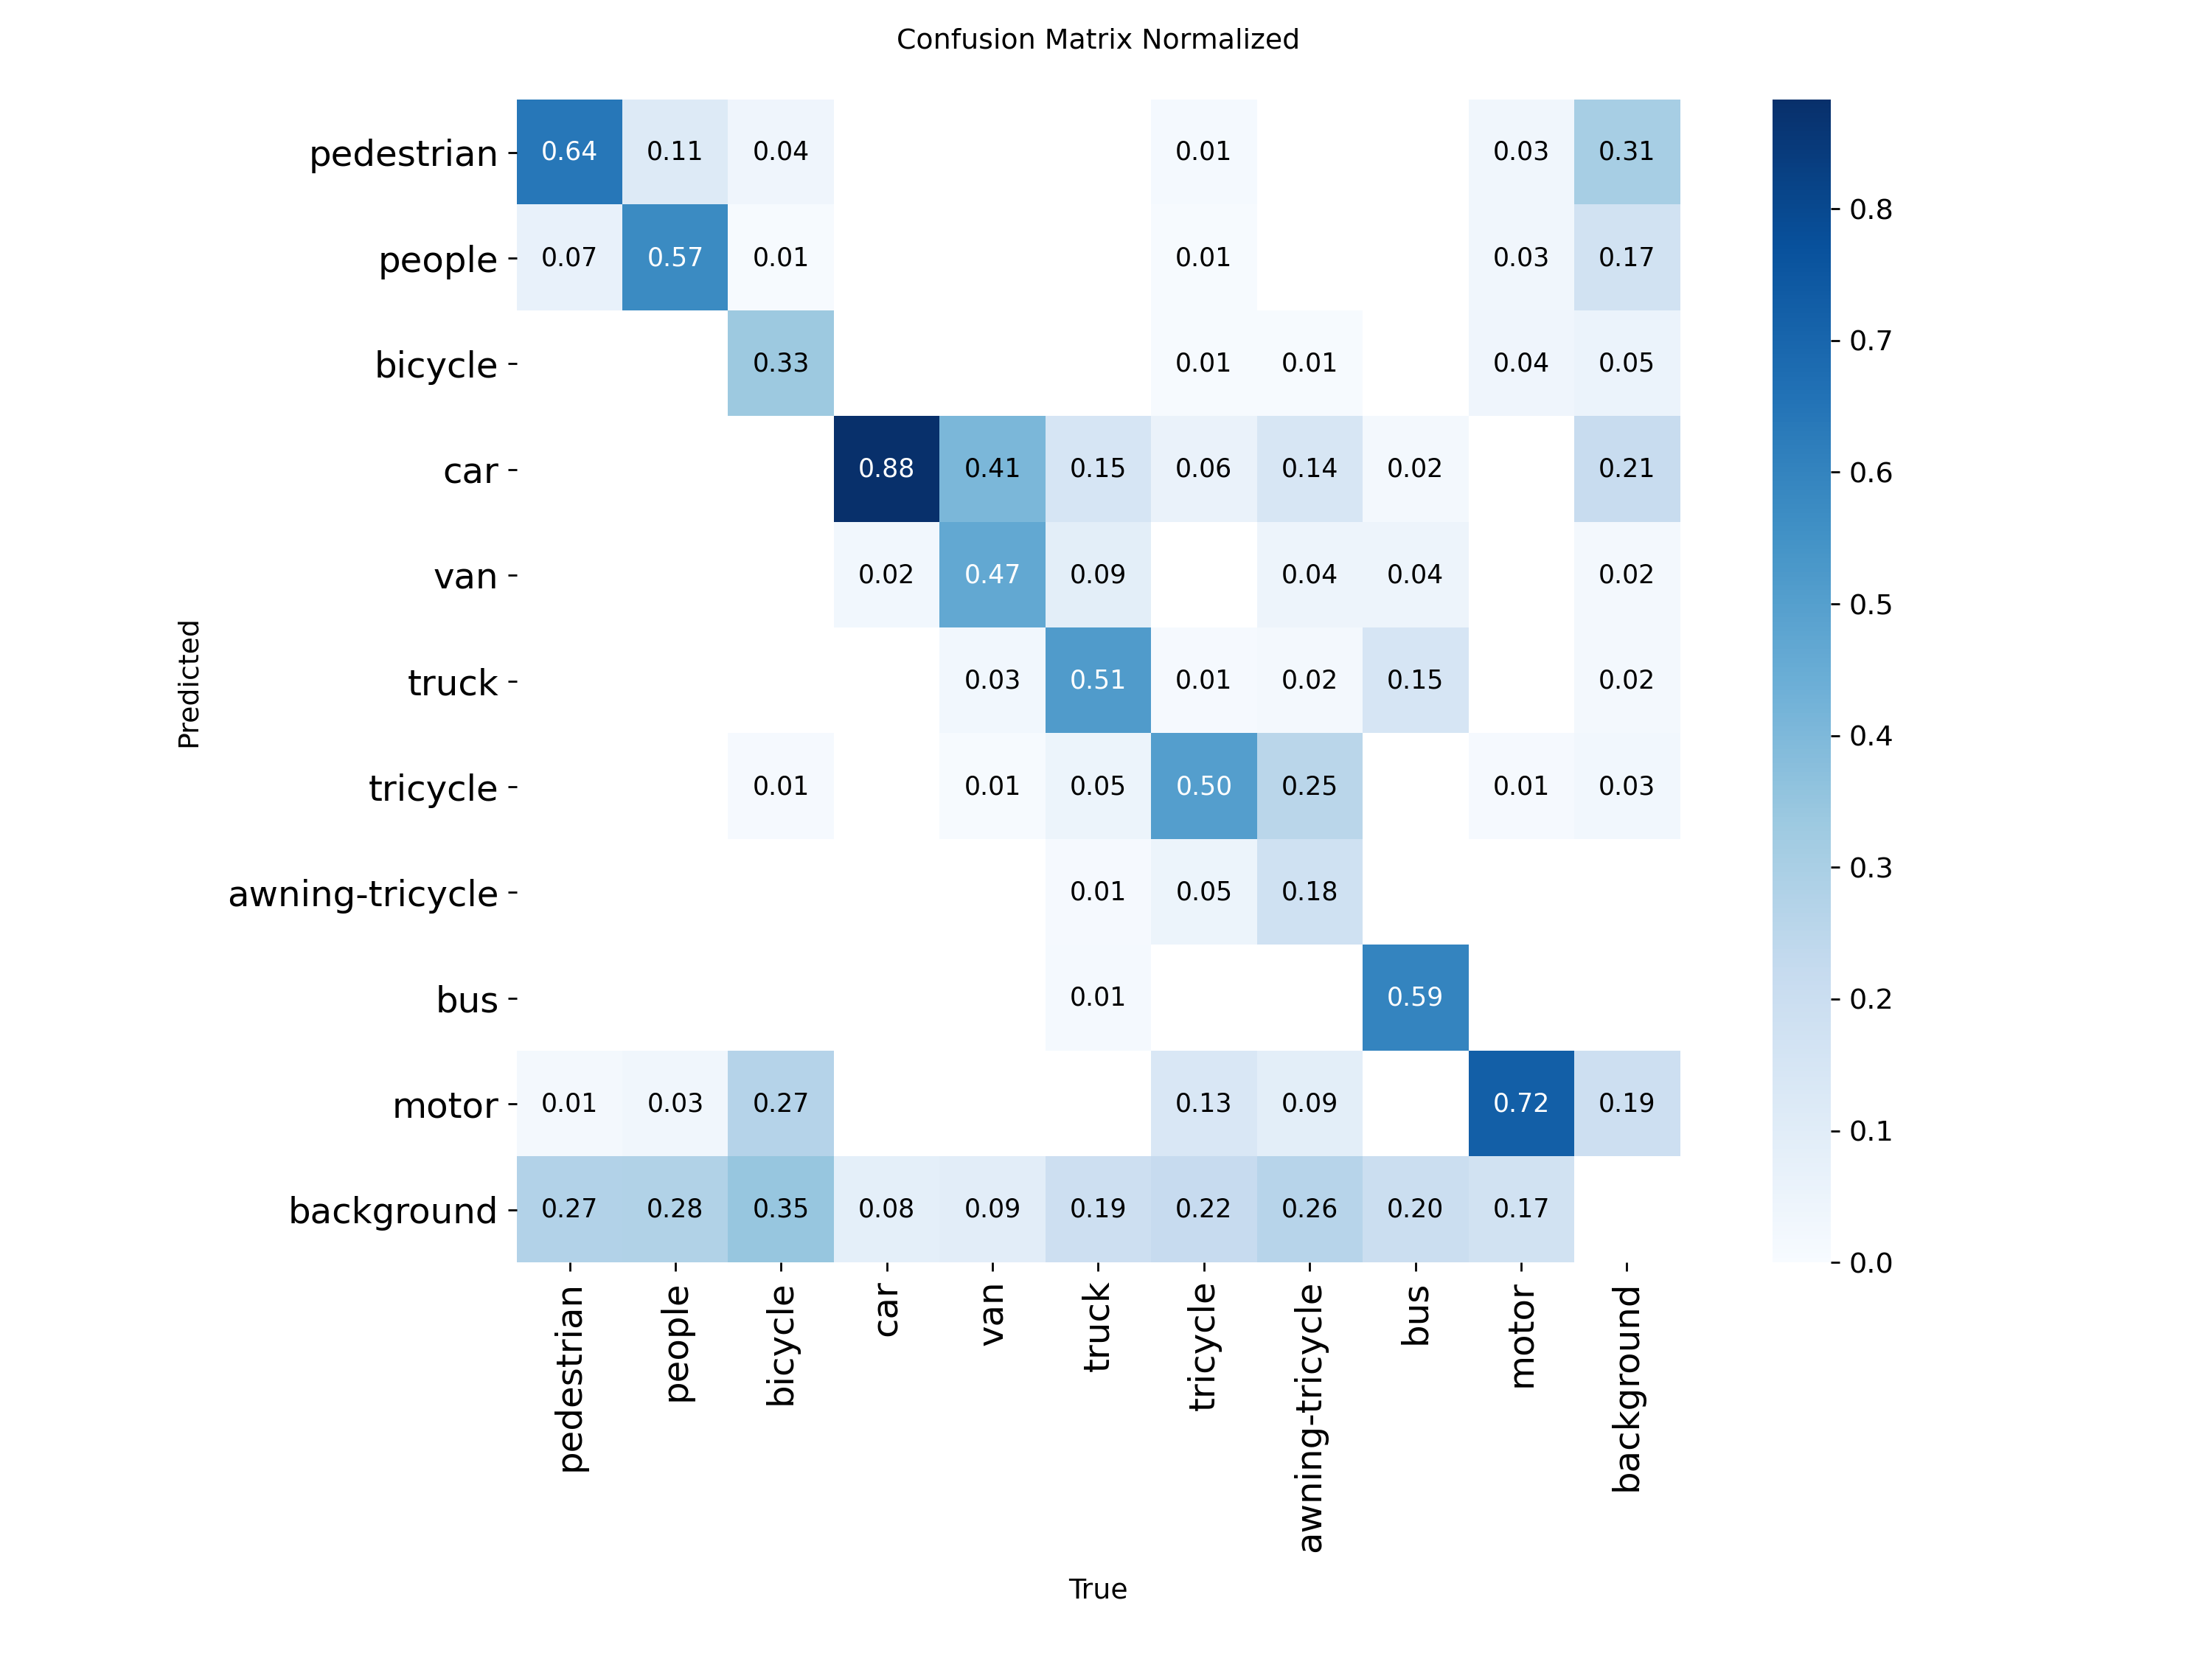 Confusion Matrix Normalized
pedestrian 0.64 0.11 0.04 0.01 0.03 0.31
people 0.07 0.57 0.01 0.01 0.03 0.17
bicycle 0.33 0.01 0.01 0.04 0.05
car 0.88 0.41 0.15 0.06 0.14 0.02 0.21
van 0.02 0.47 0.09 0.04 0.04 0.02
truck 0.03 0.51 0.01 0.02 0.15 0.02
tricycle 0.01 0.01 0.05 0.50 0.25 0.01 0.03
awning-tricycle 0.01 0.05 0.18
bus 0.01 0.59
motor 0.01 0.03 0.27 0.13 0.09 0.72 0.19
background 0.27 0.28 0.35 0.08 0.09 0.19 0.22 0.26 0.20 0.17
Predicted
pedestrian
people
bicycle
car
van
truck
tricycle
awning-tricycle
bus
motor
background
True
0.8
0.7
0.6
0.5
0.4
0.3
0.2
0.1
0.0